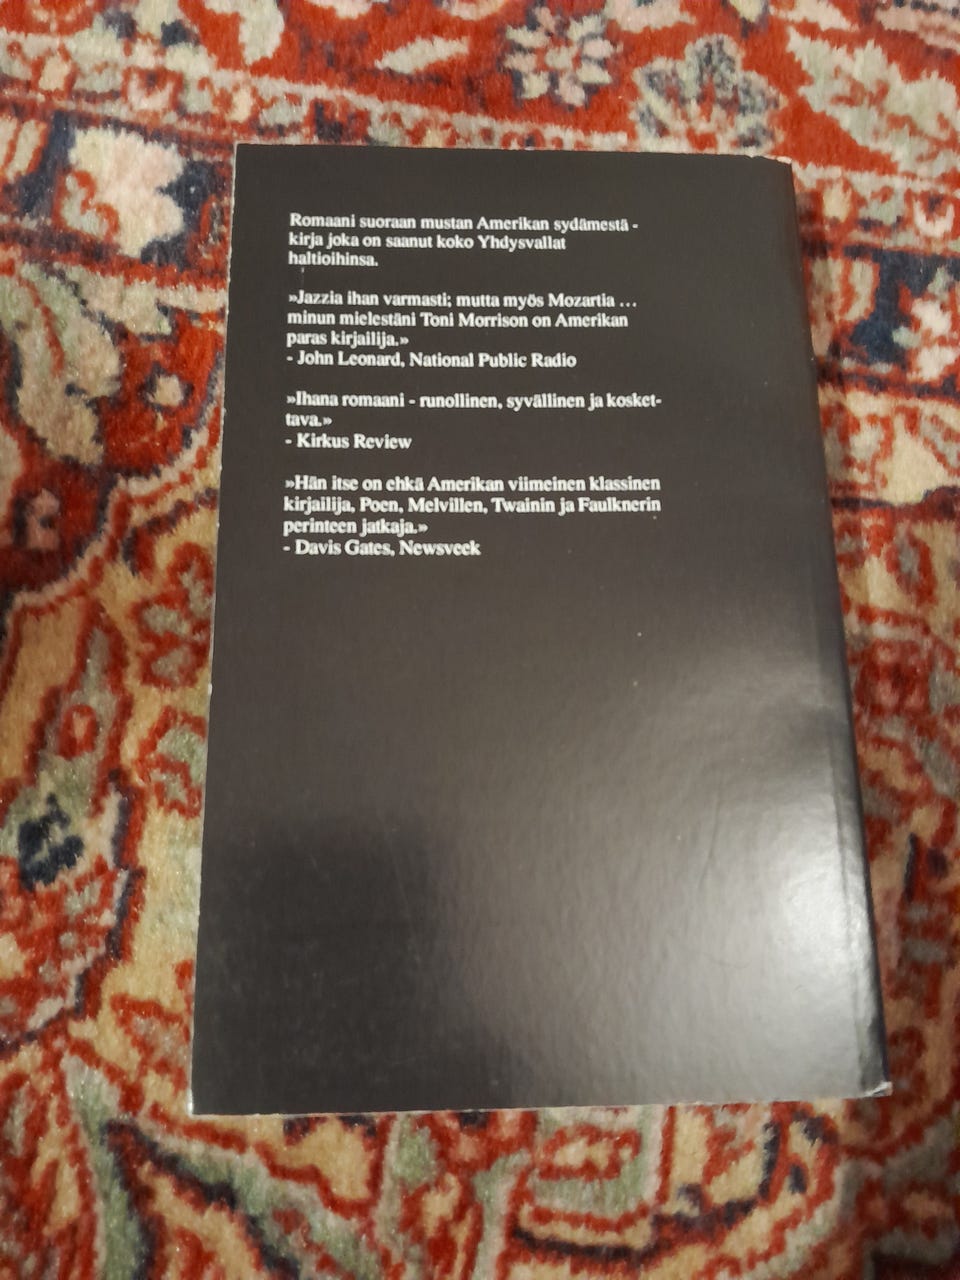 Romaani suoraan mustan Amerikan sydämestä -
kirja joka on saanut koko Yhdysvallat
haltioihinsa.
»Jazzia ihan varmasti; mutta myös Mozartia ...
minun mielestäni Toni Morrison on Amerikan
paras kirjailija.»
- John Leonard, National Public Radio
»Ihana romaani - runollinen, syvällinen ja kosket-
tava.»
- Kirkus Review
»Hän itse on ehkä Amerikan viimeinen klassinen
kirjailija, Poen, Melvillen, Twainin ja Faulknerin
perinteen jatkaja.»
- Davis Gates, Newsveek